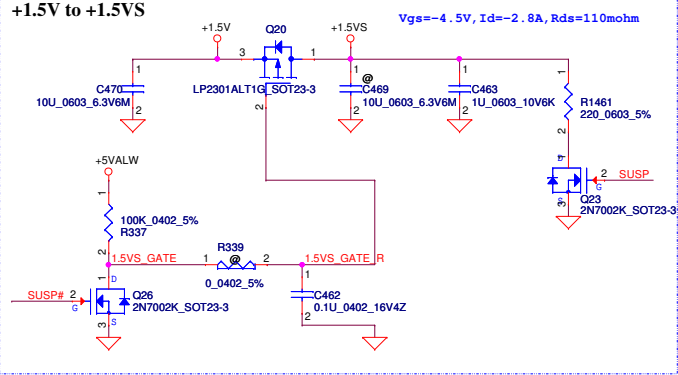 +1.5V to +1.5VS
Vgs=-4.5V,Id=-2.8A,Rds=110mohm
+1.5V
Q20
+1.5VS
3
1
1
C470
10U_0603_6.3V6M
2
LP2301ALT1G_SOT23-3
2
1
@
C469
10U_0603_6.3V6M
2
1
C463
1U_0603_10V6K
2
1
R1461
220_0603_5%
2
D
1
2
SUSP
G
Q23
S
3
2N7002K_SOT23-3
+5VALW
1
100K_0402_5%
R337
2
1.5VS_GATE
R339
1
@
2
0_0402_5%
1.5VS_GATE_R
1
C462
0.1U_0402_16V4Z
2
SUSP#
2
G
1
D
Q26
2N7002K_SOT23-3
3
S